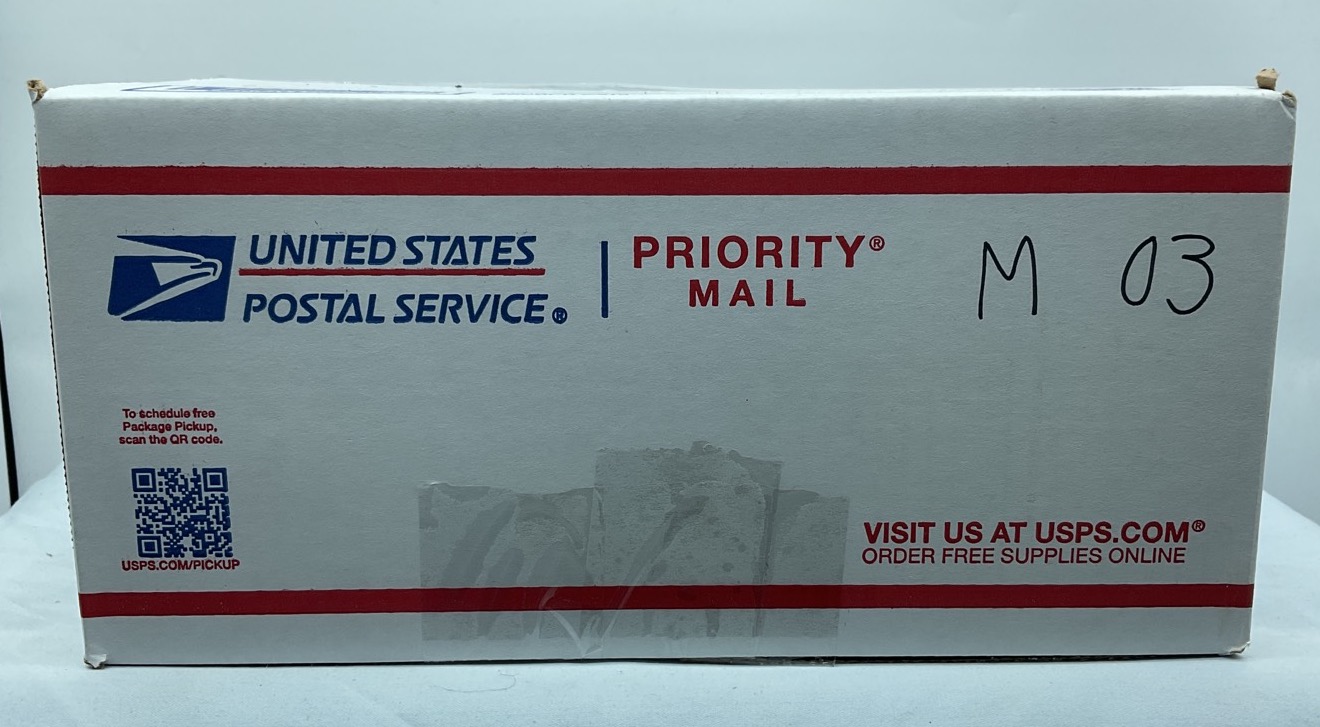 UNITED STATES
POSTAL SERVICE®
PRIORITY®
MAIL
M 03
To schedule free
Package Pickup,
scan the QR code.
USPS.COM/PICKUP
VISIT US AT USPS.COM®
ORDER FREE SUPPLIES ONLINE